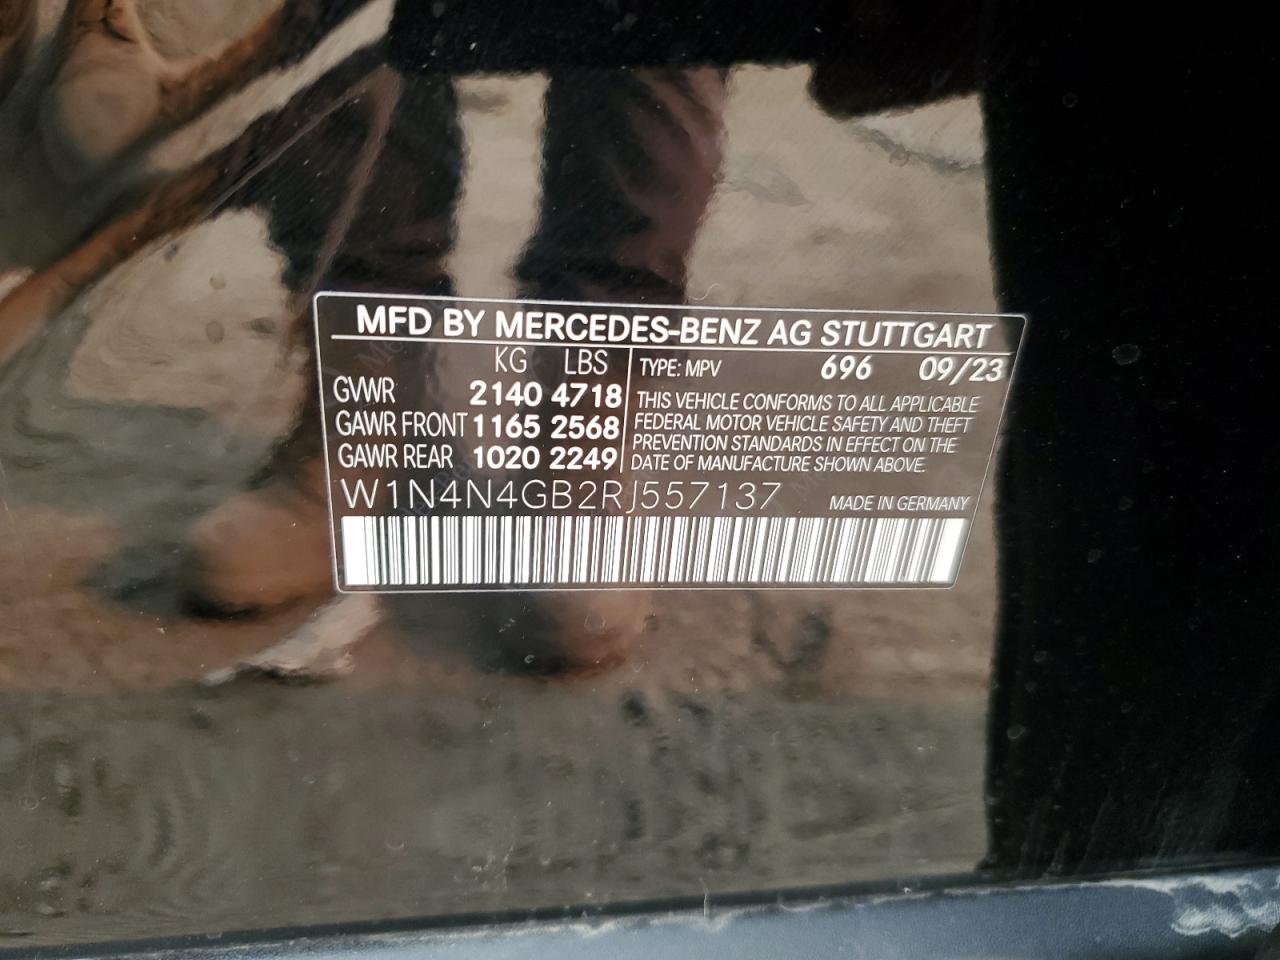 MFD BY MERCEDES-BENZ AG STUTTGART
KG LBS
GVWR 2140 4718
GAWR FRONT 1165 2568
GAWR REAR 1020 2249
TYPE: MPV 696 09/23
THIS VEHICLE CONFORMS TO ALL APPLICABLE
FEDERAL MOTOR VEHICLE SAFETY AND THEFT
PREVENTION STANDARDS IN EFFECT ON THE
DATE OF MANUFACTURE SHOWN ABOVE.
W1N4N4GB2RJ557137 MADE IN GERMANY